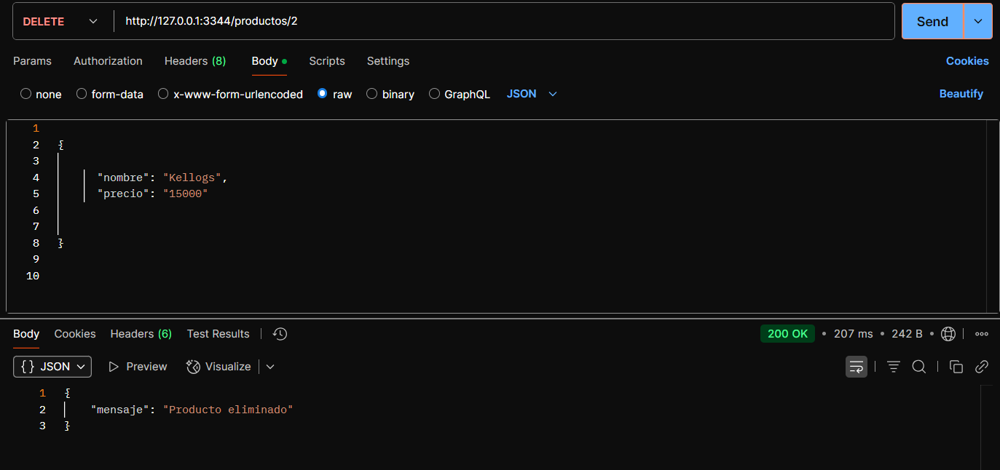 DELETE http://127.0.0.1:3344/productos/2 Send
Params Authorization Headers (8) Body Scripts Settings Cookies
none form-data x-www-form-urlencoded raw binary GraphQL JSON Beautify
1
2 {
3
4 "nombre": "Kellogs",
5 "precio": "15000"
6
7
8 }
9
10
Body Cookies Headers (6) Test Results 200 OK • 207 ms • 242 B •
{} JSON Preview Visualize
1 {
2 "mensaje": "Producto eliminado"
3 }